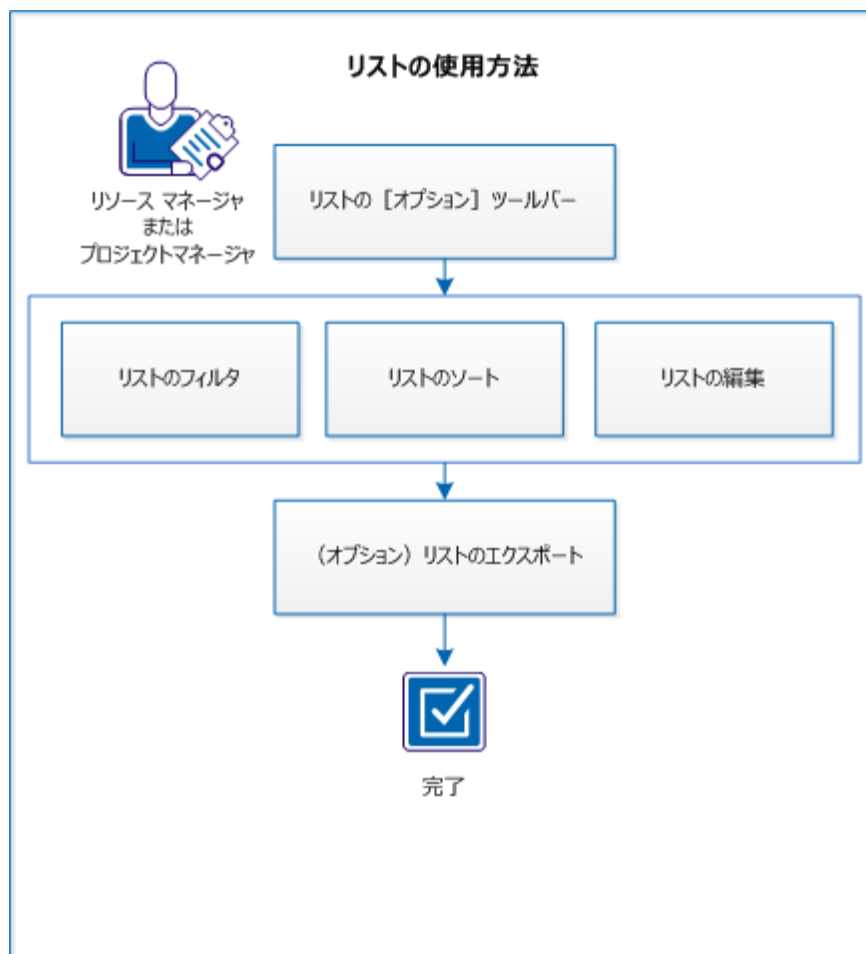 リストの使用方法
リソース マネージャ
または
プロジェクトマネージャ
リストの［オプション］ツールバー
リストのフィルタ
リストのソート
リストの編集
（オプション）リストのエクスポート
完了